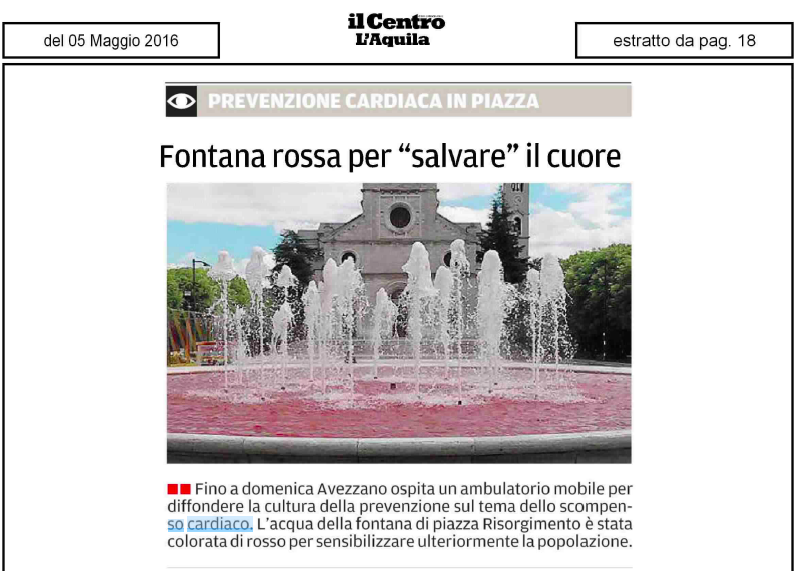 del 05 Maggio 2016
il Centro
L'Aquila
estratto da pag. 18
PREVENZIONE CARDIACA IN PIAZZA
Fontana rossa per “salvare” il cuore
Fino a domenica Avezzano ospita un ambulatorio mobile per
diffondere la cultura della prevenzione sul tema dello scompen-
so cardiaco. L'acqua della fontana di piazza Risorgimento è stata
colorata di rosso per sensibilizzare ulteriormente la popolazione.